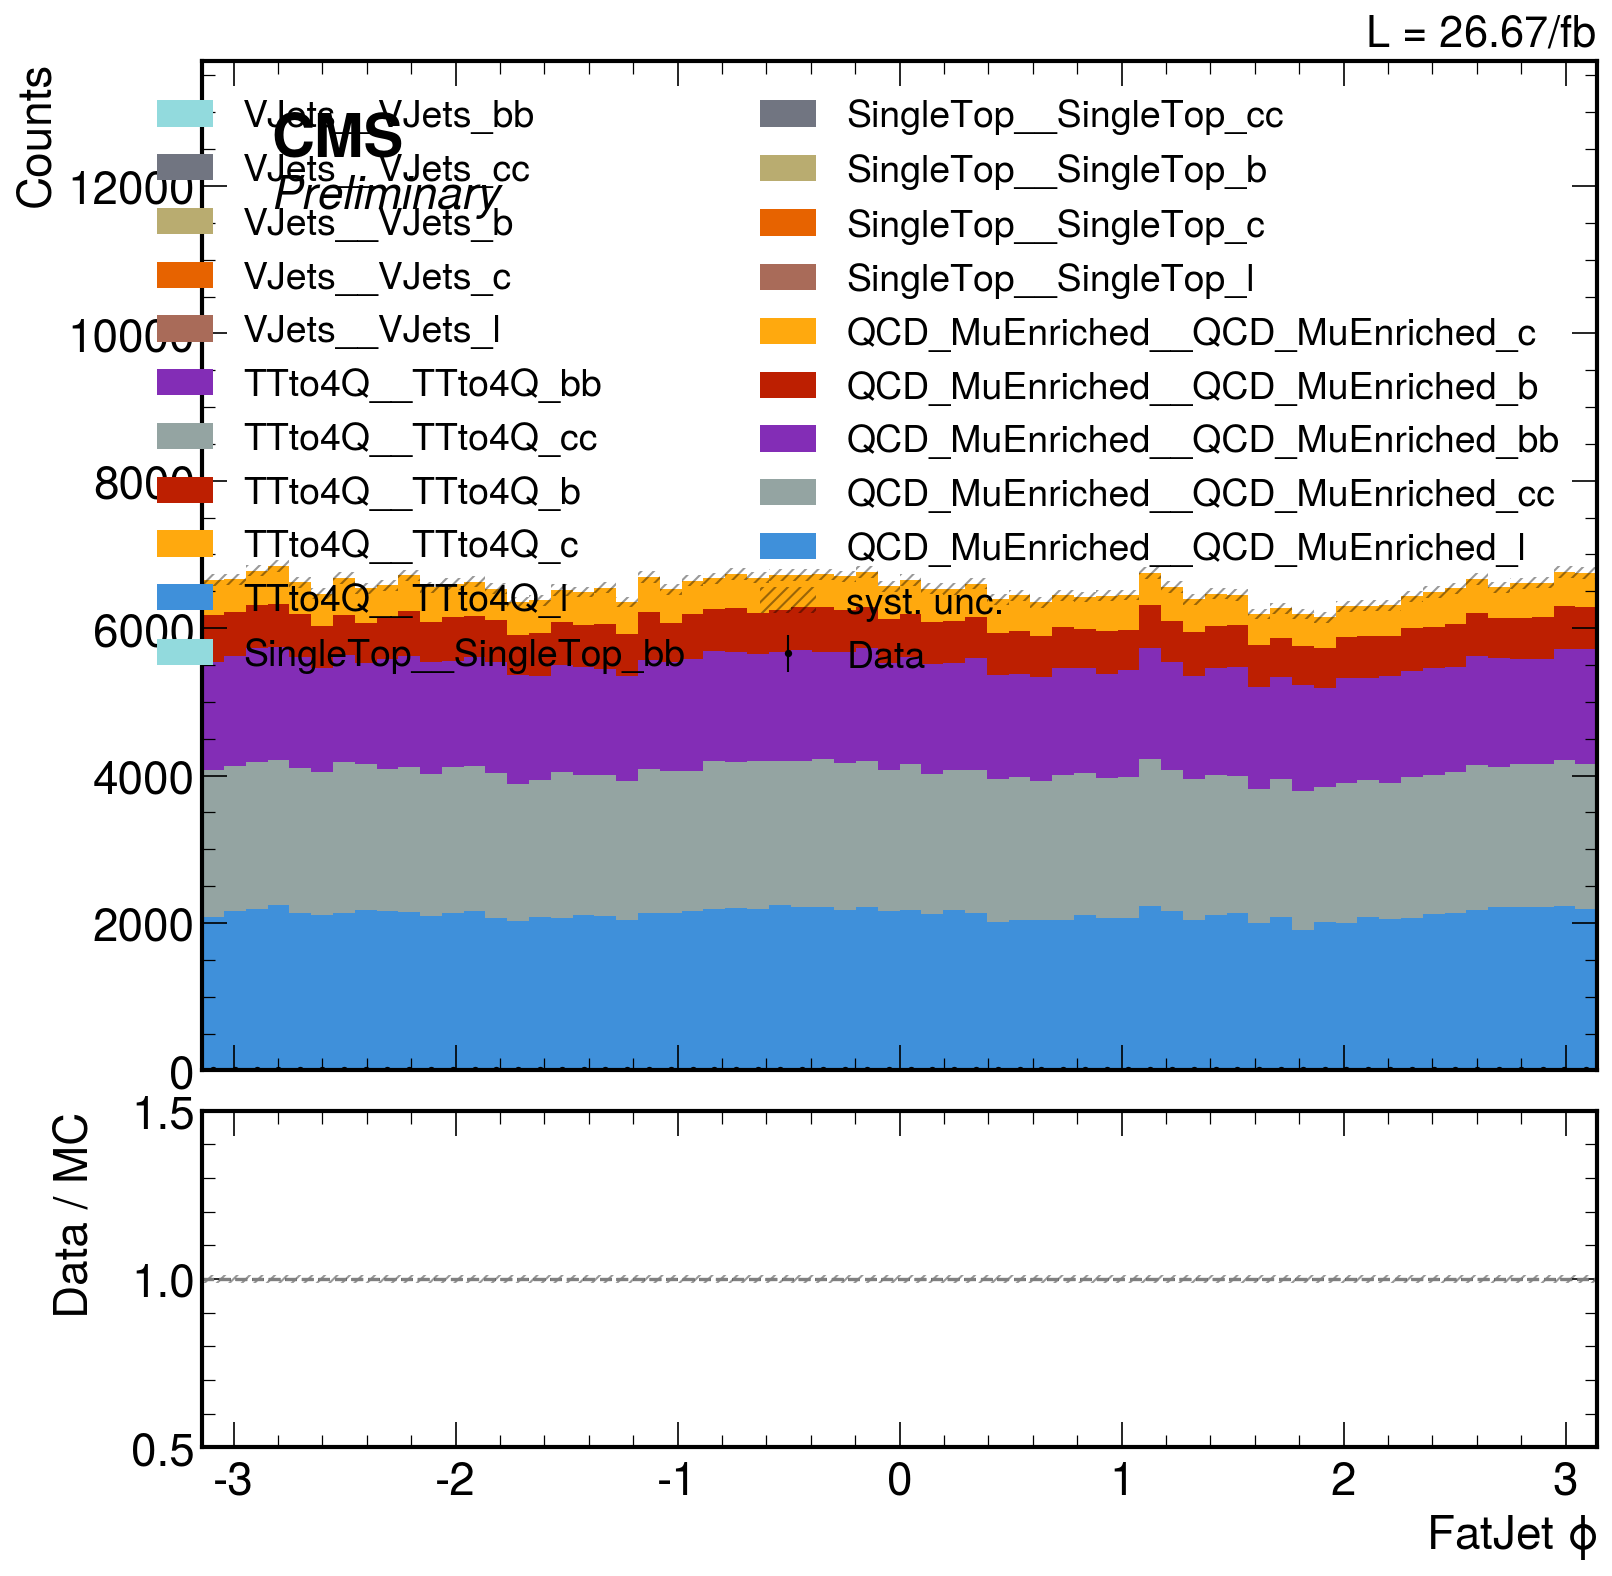 L = 26.67/fb
Counts
CMS
Preliminary
VJets__VJets_bb
VJets__VJets_cc
VJets__VJets_b
VJets__VJets_c
VJets__VJets_l
TTto4Q__TTto4Q_bb
TTto4Q__TTto4Q_cc
TTto4Q__TTto4Q_b
TTto4Q__TTto4Q_c
TTto4Q__TTto4Q_l
SingleTop__SingleTop_bb
SingleTop__SingleTop_cc
SingleTop__SingleTop_b
SingleTop__SingleTop_c
SingleTop__SingleTop_l
QCD_MuEnriched__QCD_MuEnriched_c
QCD_MuEnriched__QCD_MuEnriched_b
QCD_MuEnriched__QCD_MuEnriched_bb
QCD_MuEnriched__QCD_MuEnriched_cc
QCD_MuEnriched__QCD_MuEnriched_l
syst. unc.
Data
12000
10000
8000
6000
4000
2000
0
Data / MC
1.5
1.0
0.5
-3 -2 -1 0 1 2 3
FatJet ϕ